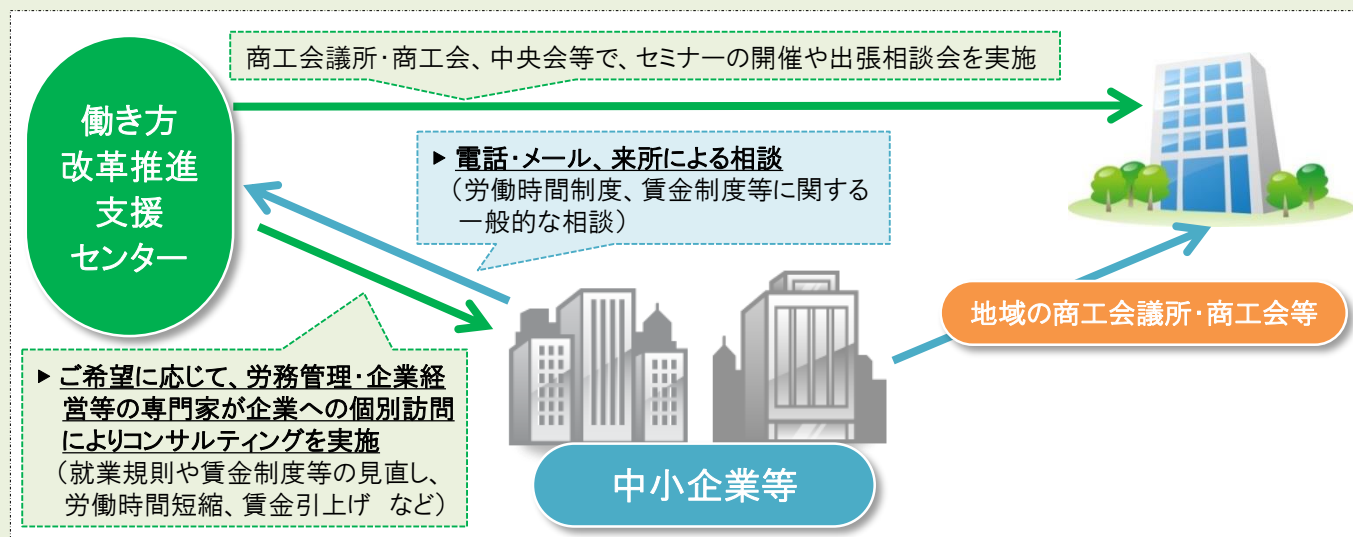 商工会議所・商工会、中央会等で、セミナーの開催や出張相談会を実施
働き方
改革推進
支援
センター
▶ 電話・メール、来所による相談
（労働時間制度、賃金制度等に関する
一般的な相談）
地域の商工会議所・商工会等
▶ ご希望に応じて、労務管理・企業経
営等の専門家が企業への個別訪問
によりコンサルティングを実施
（就業規則や賃金制度等の見直し、
労働時間短縮、賃金引上げ　など）
中小企業等